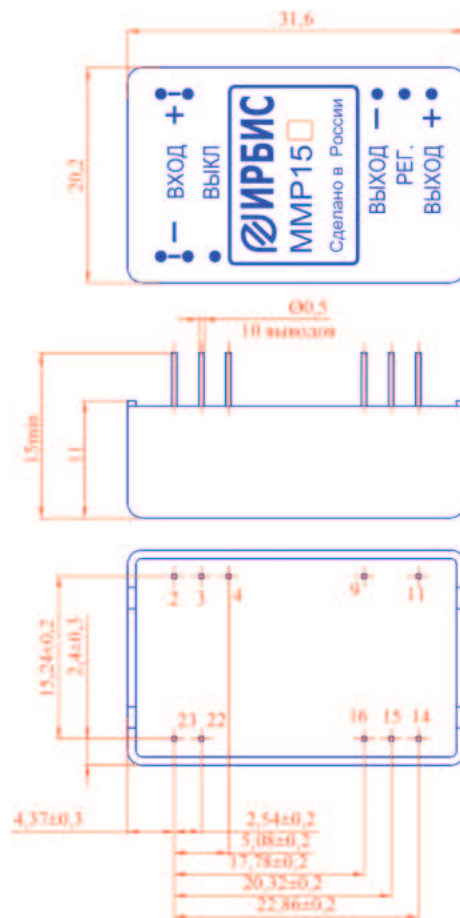 31,6
20,2
+
ВХОД
−
ВЫКЛ
ИРБИС
ММР15
Сделано в России
ВЫХОД −
РЕГ.
ВЫХОД +
Ø0,5
10 выводов
15min
11
2 3 4 9 11
15,24±0,2
2,4±0,3
23 22 16 15 14
4,37±0,3
2,54±0,2
5,08±0,2
17,78±0,2
20,32±0,2
22,86±0,2